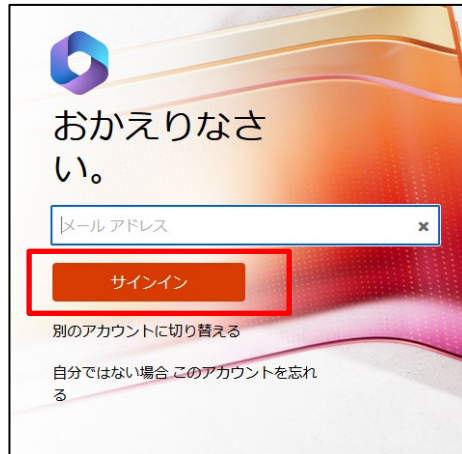 おかえりなさ
い。
メール アドレス
サインイン
別のアカウントに切り替える
自分ではない場合 このアカウントを忘れ
る